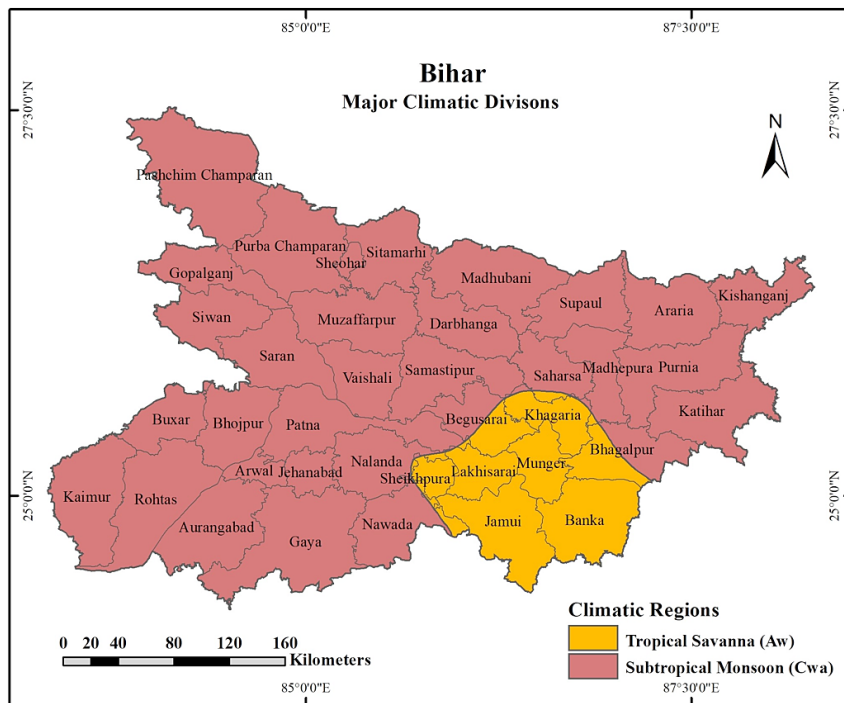 85°0'0"E
87°30'0"E
Bihar
Major Climatic Divisons
27°30'0"N
27°30'0"N
N
Pashchim Champaran
Purba Champaran
Sheohar
Sitamarhi
Gopalganj
Madhubani
Kishanganj
Supaul
Araria
Siwan
Muzaffarpur
Darbhanga
Saran
Vaishali
Samastipur
Saharsa
Madhepura
Purnia
Katihar
Buxar
Bhojpur
Patna
Begusarai
Khagaria
Bhagalpur
Nalanda
Munger
Arwal
Jehanabad
Sheikhpura
Lakhisarai
Kaimur
Rohtas
25°0'0"N
25°0'0"N
Aurangabad
Gaya
Nawada
Jamui
Banka
Climatic Regions
Tropical Savanna (Aw)
Subtropical Monsoon (Cwa)
0 20 40 80 120 160
Kilometers
85°0'0"E
87°30'0"E